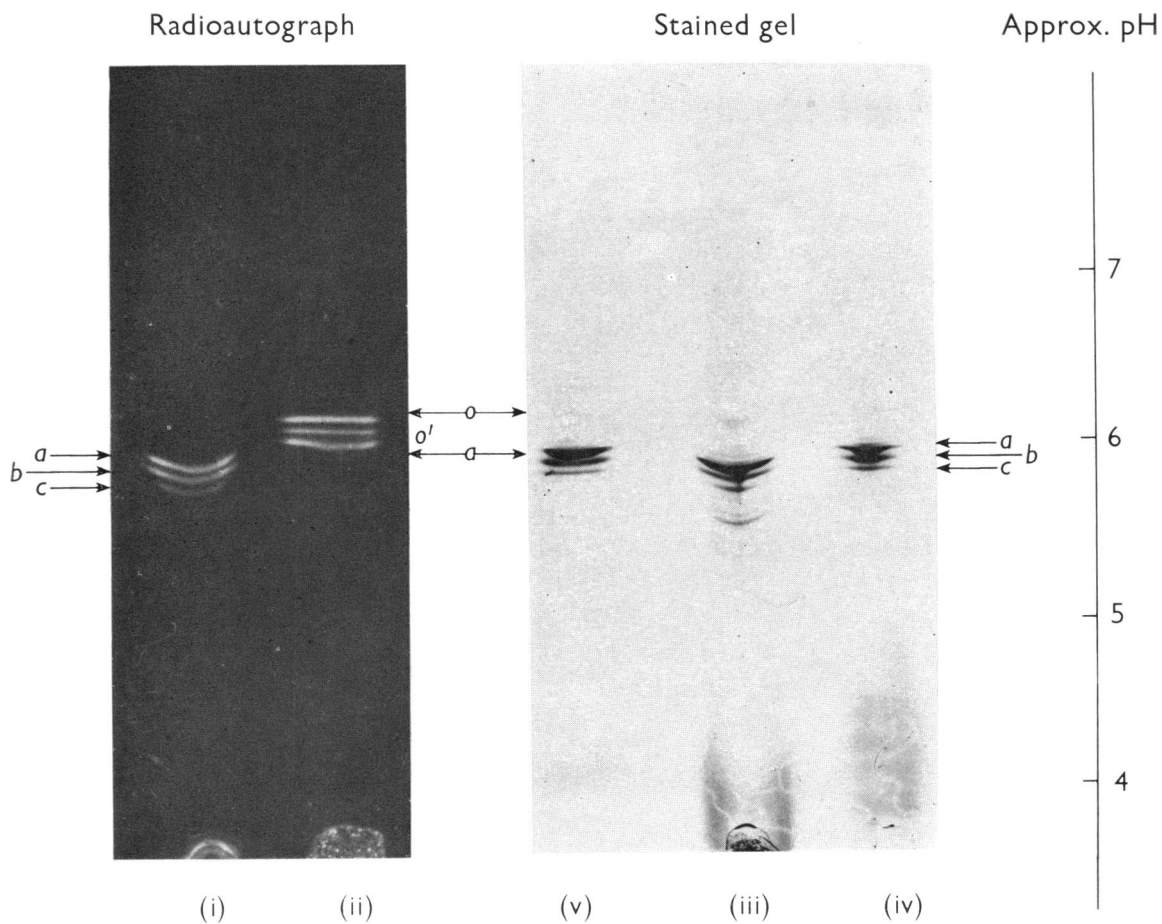 Radioautograph Stained gel Approx. pH
7
o
6
a o' a
b a b
c c
5
4
(i) (ii) (v) (iii) (iv)